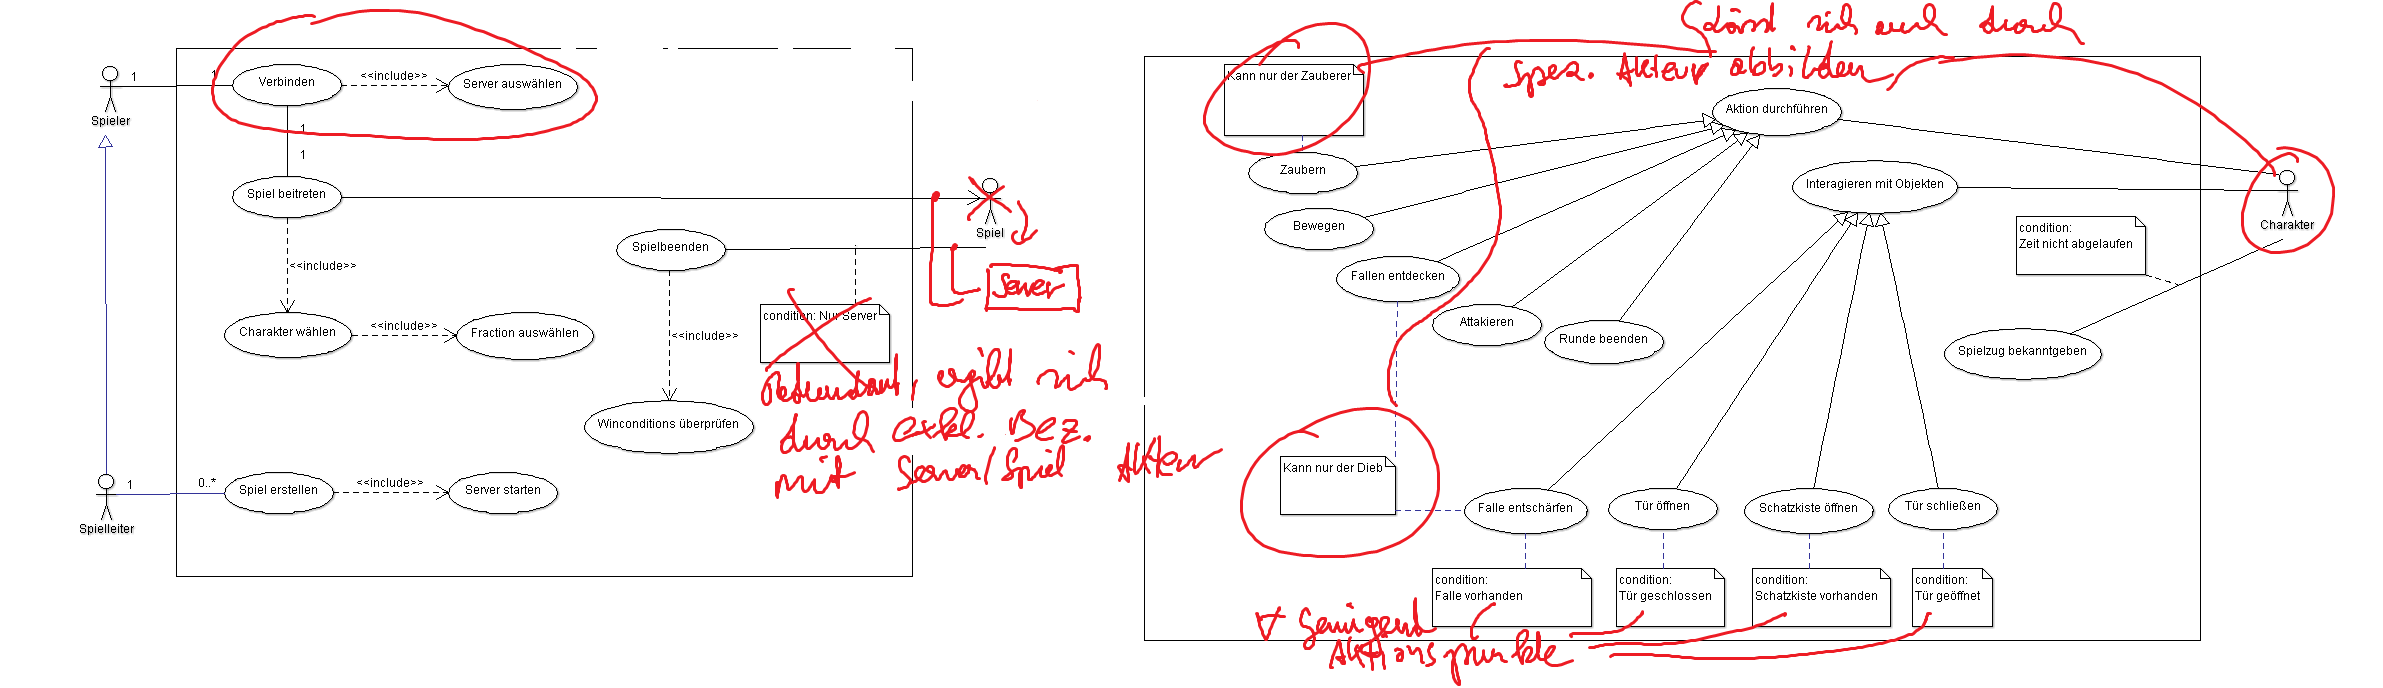 1
1
Verbinden
<<include>>
Server auswählen
Spieler
1
1
Spiel beitreten
Spiel
Server
Spielbeenden
<<include>>
<<include>>
condition: Nur Server
Charakter wählen
<<include>>
Fraction auswählen
Redundant, ergibt sich
durch exkl. Bez.
mit Server/Spiel Akteur
Winconditions überprüfen
1
0..*
Spiel erstellen
<<include>>
Server starten
Spielleiter
lässt sich auch durch
spez. Akteur abbilden
Kann nur der Zauberer
Aktion durchführen
Zaubern
Interagieren mit Objekten
Bewegen
Charakter
condition:
Zeit nicht abgelaufen
Fallen entdecken
Attakieren
Runde beenden
Spielzug bekanntgeben
Kann nur der Dieb
Falle entschärfen
Tür öffnen
Schatzkiste öffnen
Tür schließen
condition:
Falle vorhanden
condition:
Tür geschlossen
condition:
Schatzkiste vorhanden
condition:
Tür geöffnet
∀ Genügend
Aktionspunkte